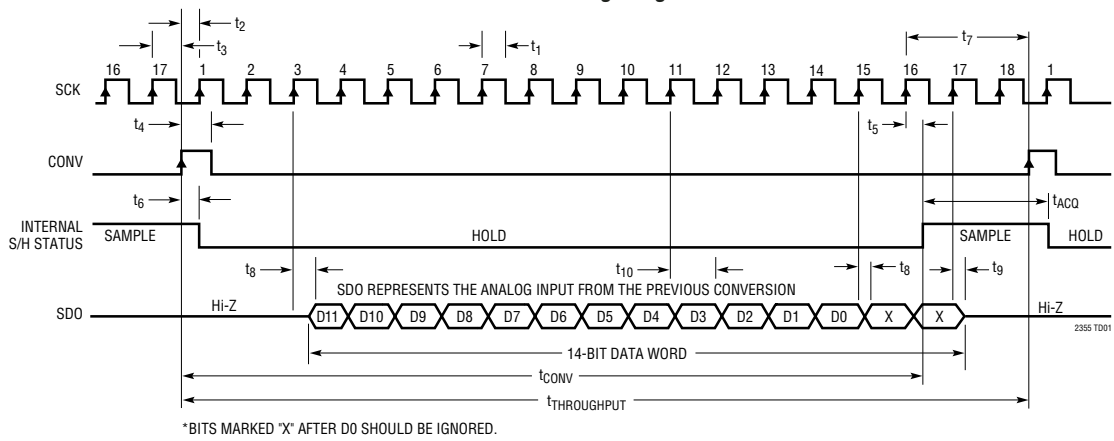 t2
t3
t1
t7
16 17 1 2 3 4 5 6 7 8 9 10 11 12 13 14 15 16 17 18 1
SCK
t4
t5
CONV
t6
tACQ
INTERNAL
S/H STATUS
SAMPLE
HOLD
SAMPLE
HOLD
t8
t10
t8
t9
SDO REPRESENTS THE ANALOG INPUT FROM THE PREVIOUS CONVERSION
SDO
Hi-Z
D11 D10 D9 D8 D7 D6 D5 D4 D3 D2 D1 D0 X X
Hi-Z
2355 TD01
14-BIT DATA WORD
tCONV
tTHROUGHPUT
*BITS MARKED "X" AFTER D0 SHOULD BE IGNORED.